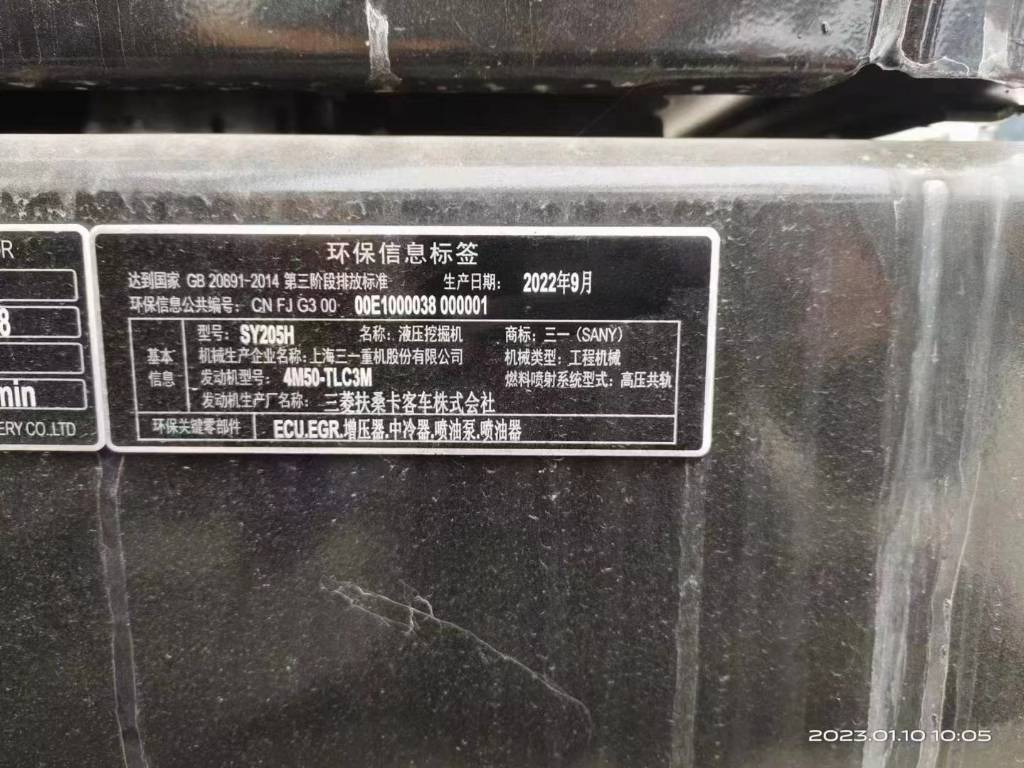 R
8
min
ERY CO.,LTD
环保信息标签
达到国家 GB 20891-2014 第三阶段排放标准 生产日期: 2022年9月
环保信息公共编号: CN FJ G3 00 00E1000038 000001
基本信息
型号: SY205H 名称: 液压挖掘机 商标: 三一 (SANY)
机械生产企业名称: 上海三一重机股份有限公司 机械类型: 工程机械
发动机型号: 4M50-TLC3M 燃料喷射系统型式: 高压共轨
发动机生产厂名称: 三菱扶桑卡客车株式会社
环保关键零部件 ECU.EGR.增压器.中冷器.喷油泵.喷油器
2023.01.10 10:05